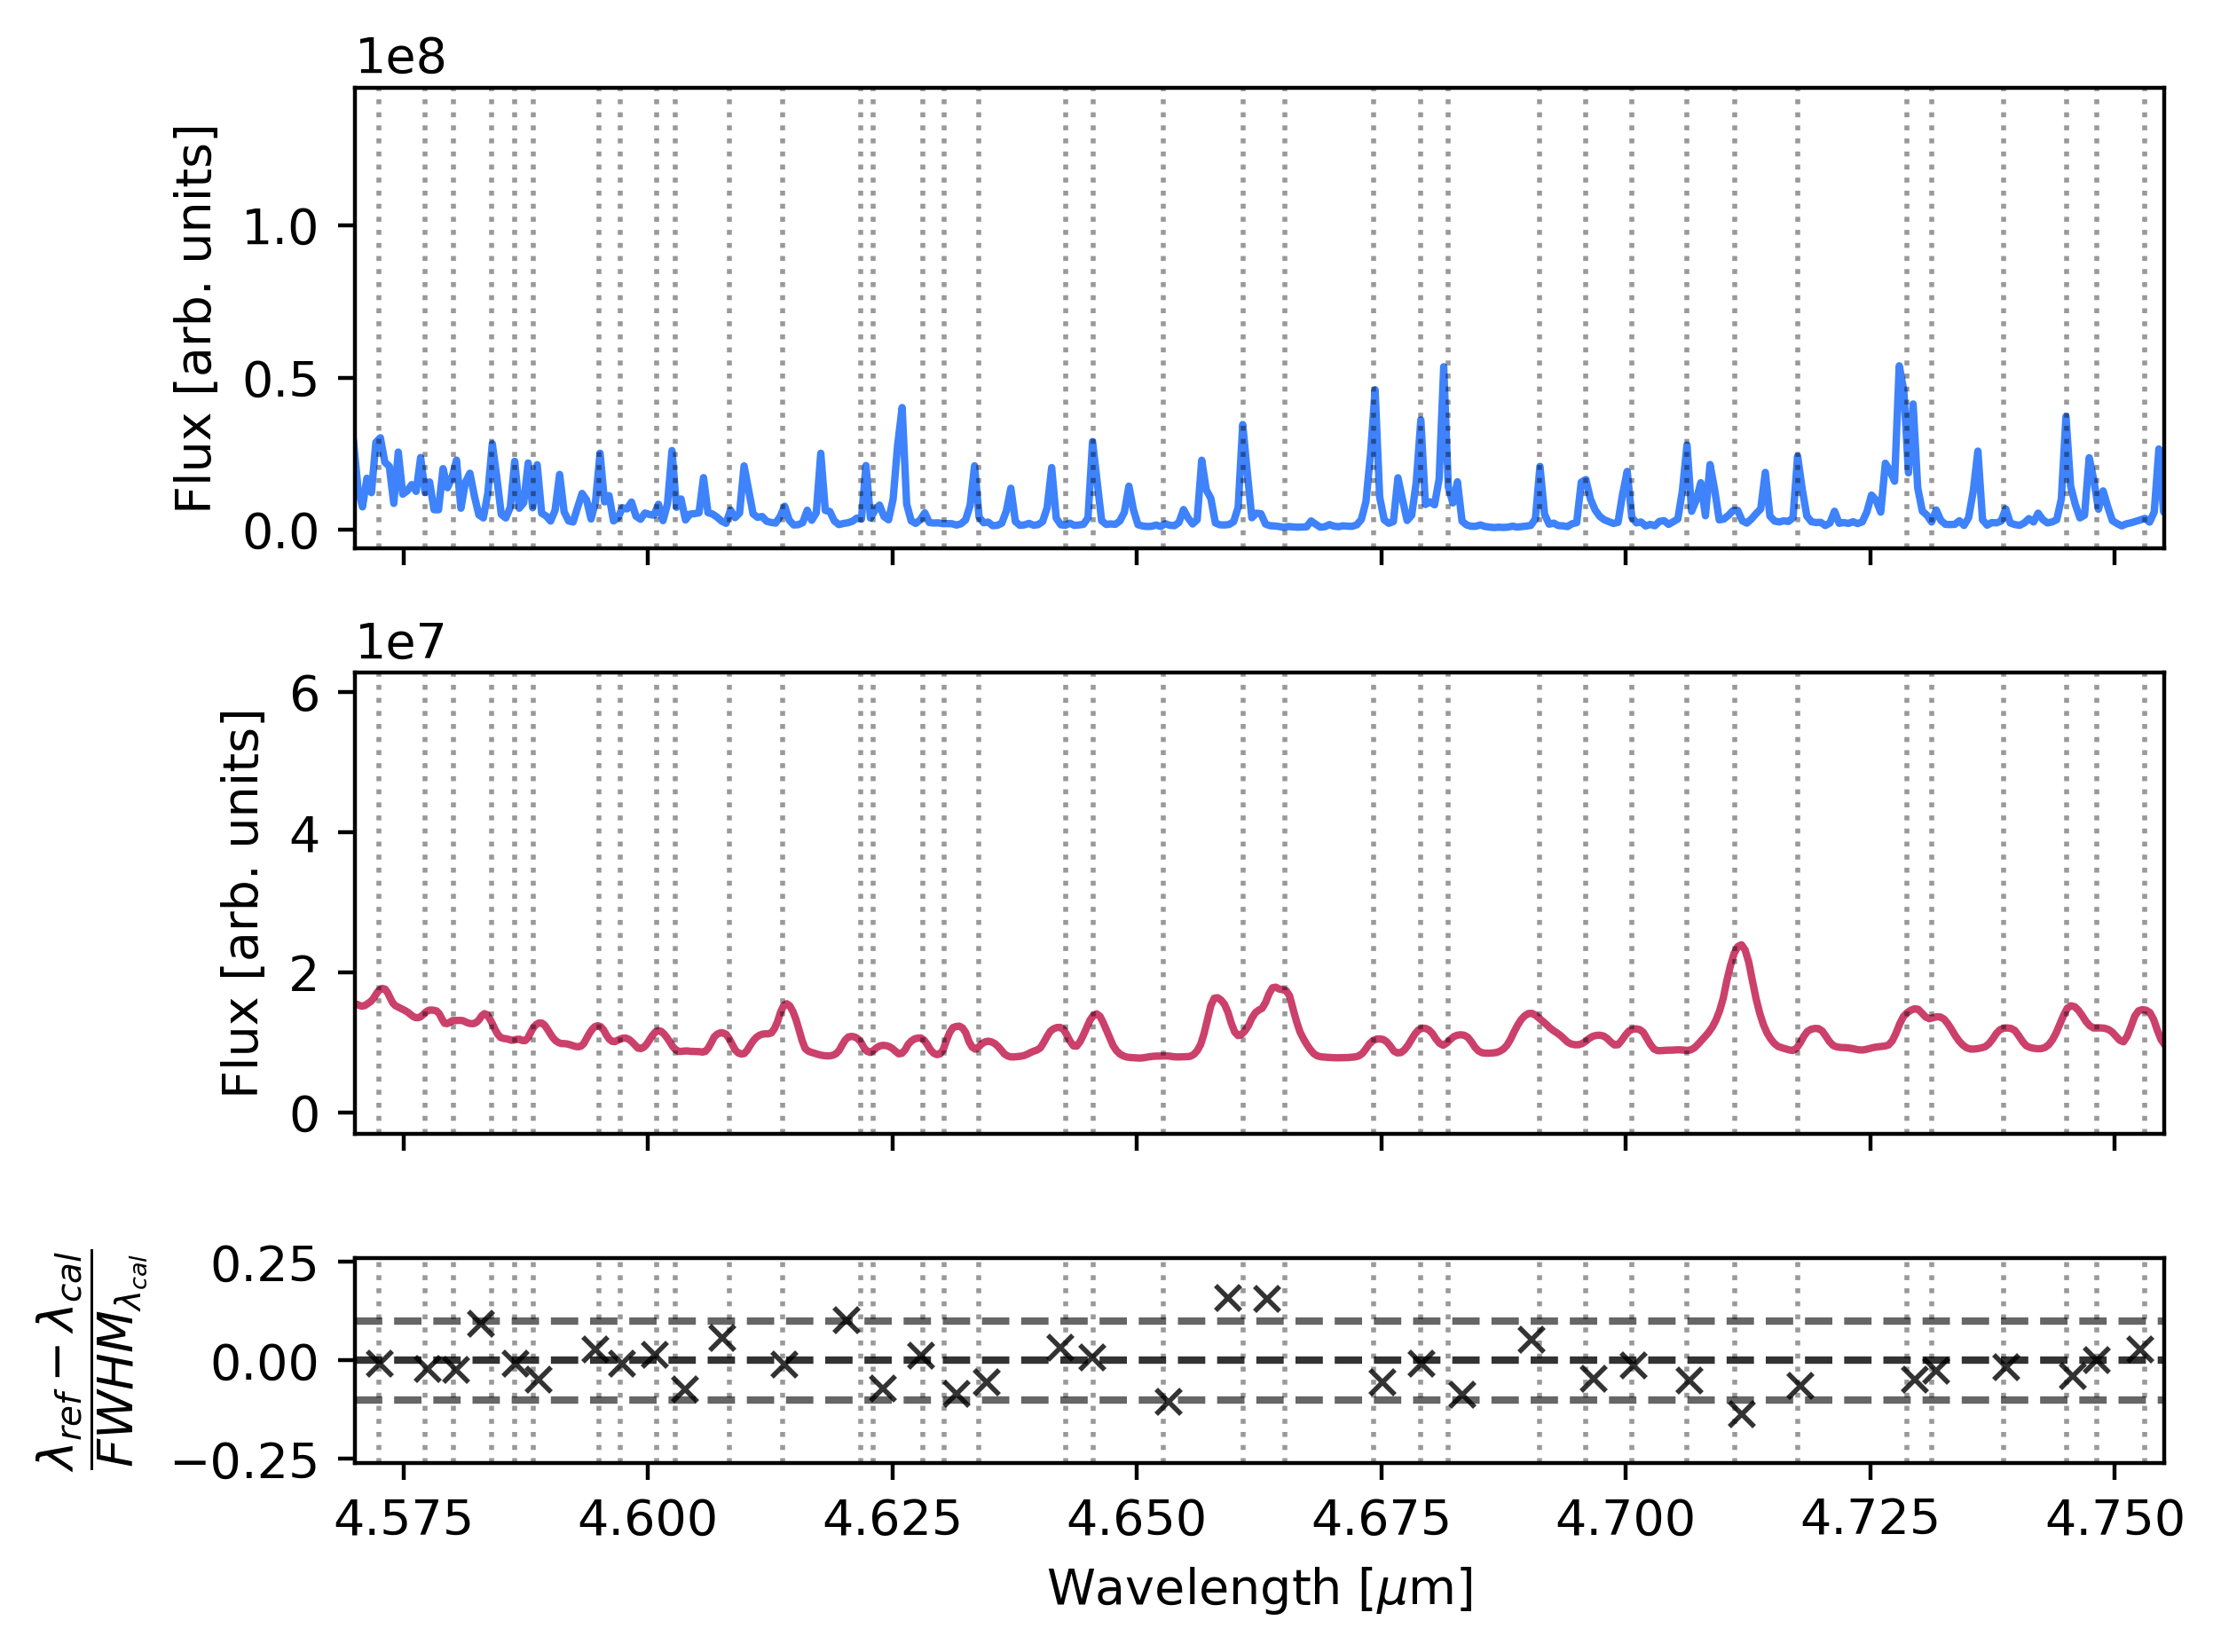 1e8
Flux [arb. units]
1.0
0.5
0.0
1e7
Flux [arb. units]
6
4
2
0
λref − λcal
FWHMλcal
0.25
0.00
−0.25
4.575 4.600 4.625 4.650 4.675 4.700 4.725 4.750
Wavelength [μm]